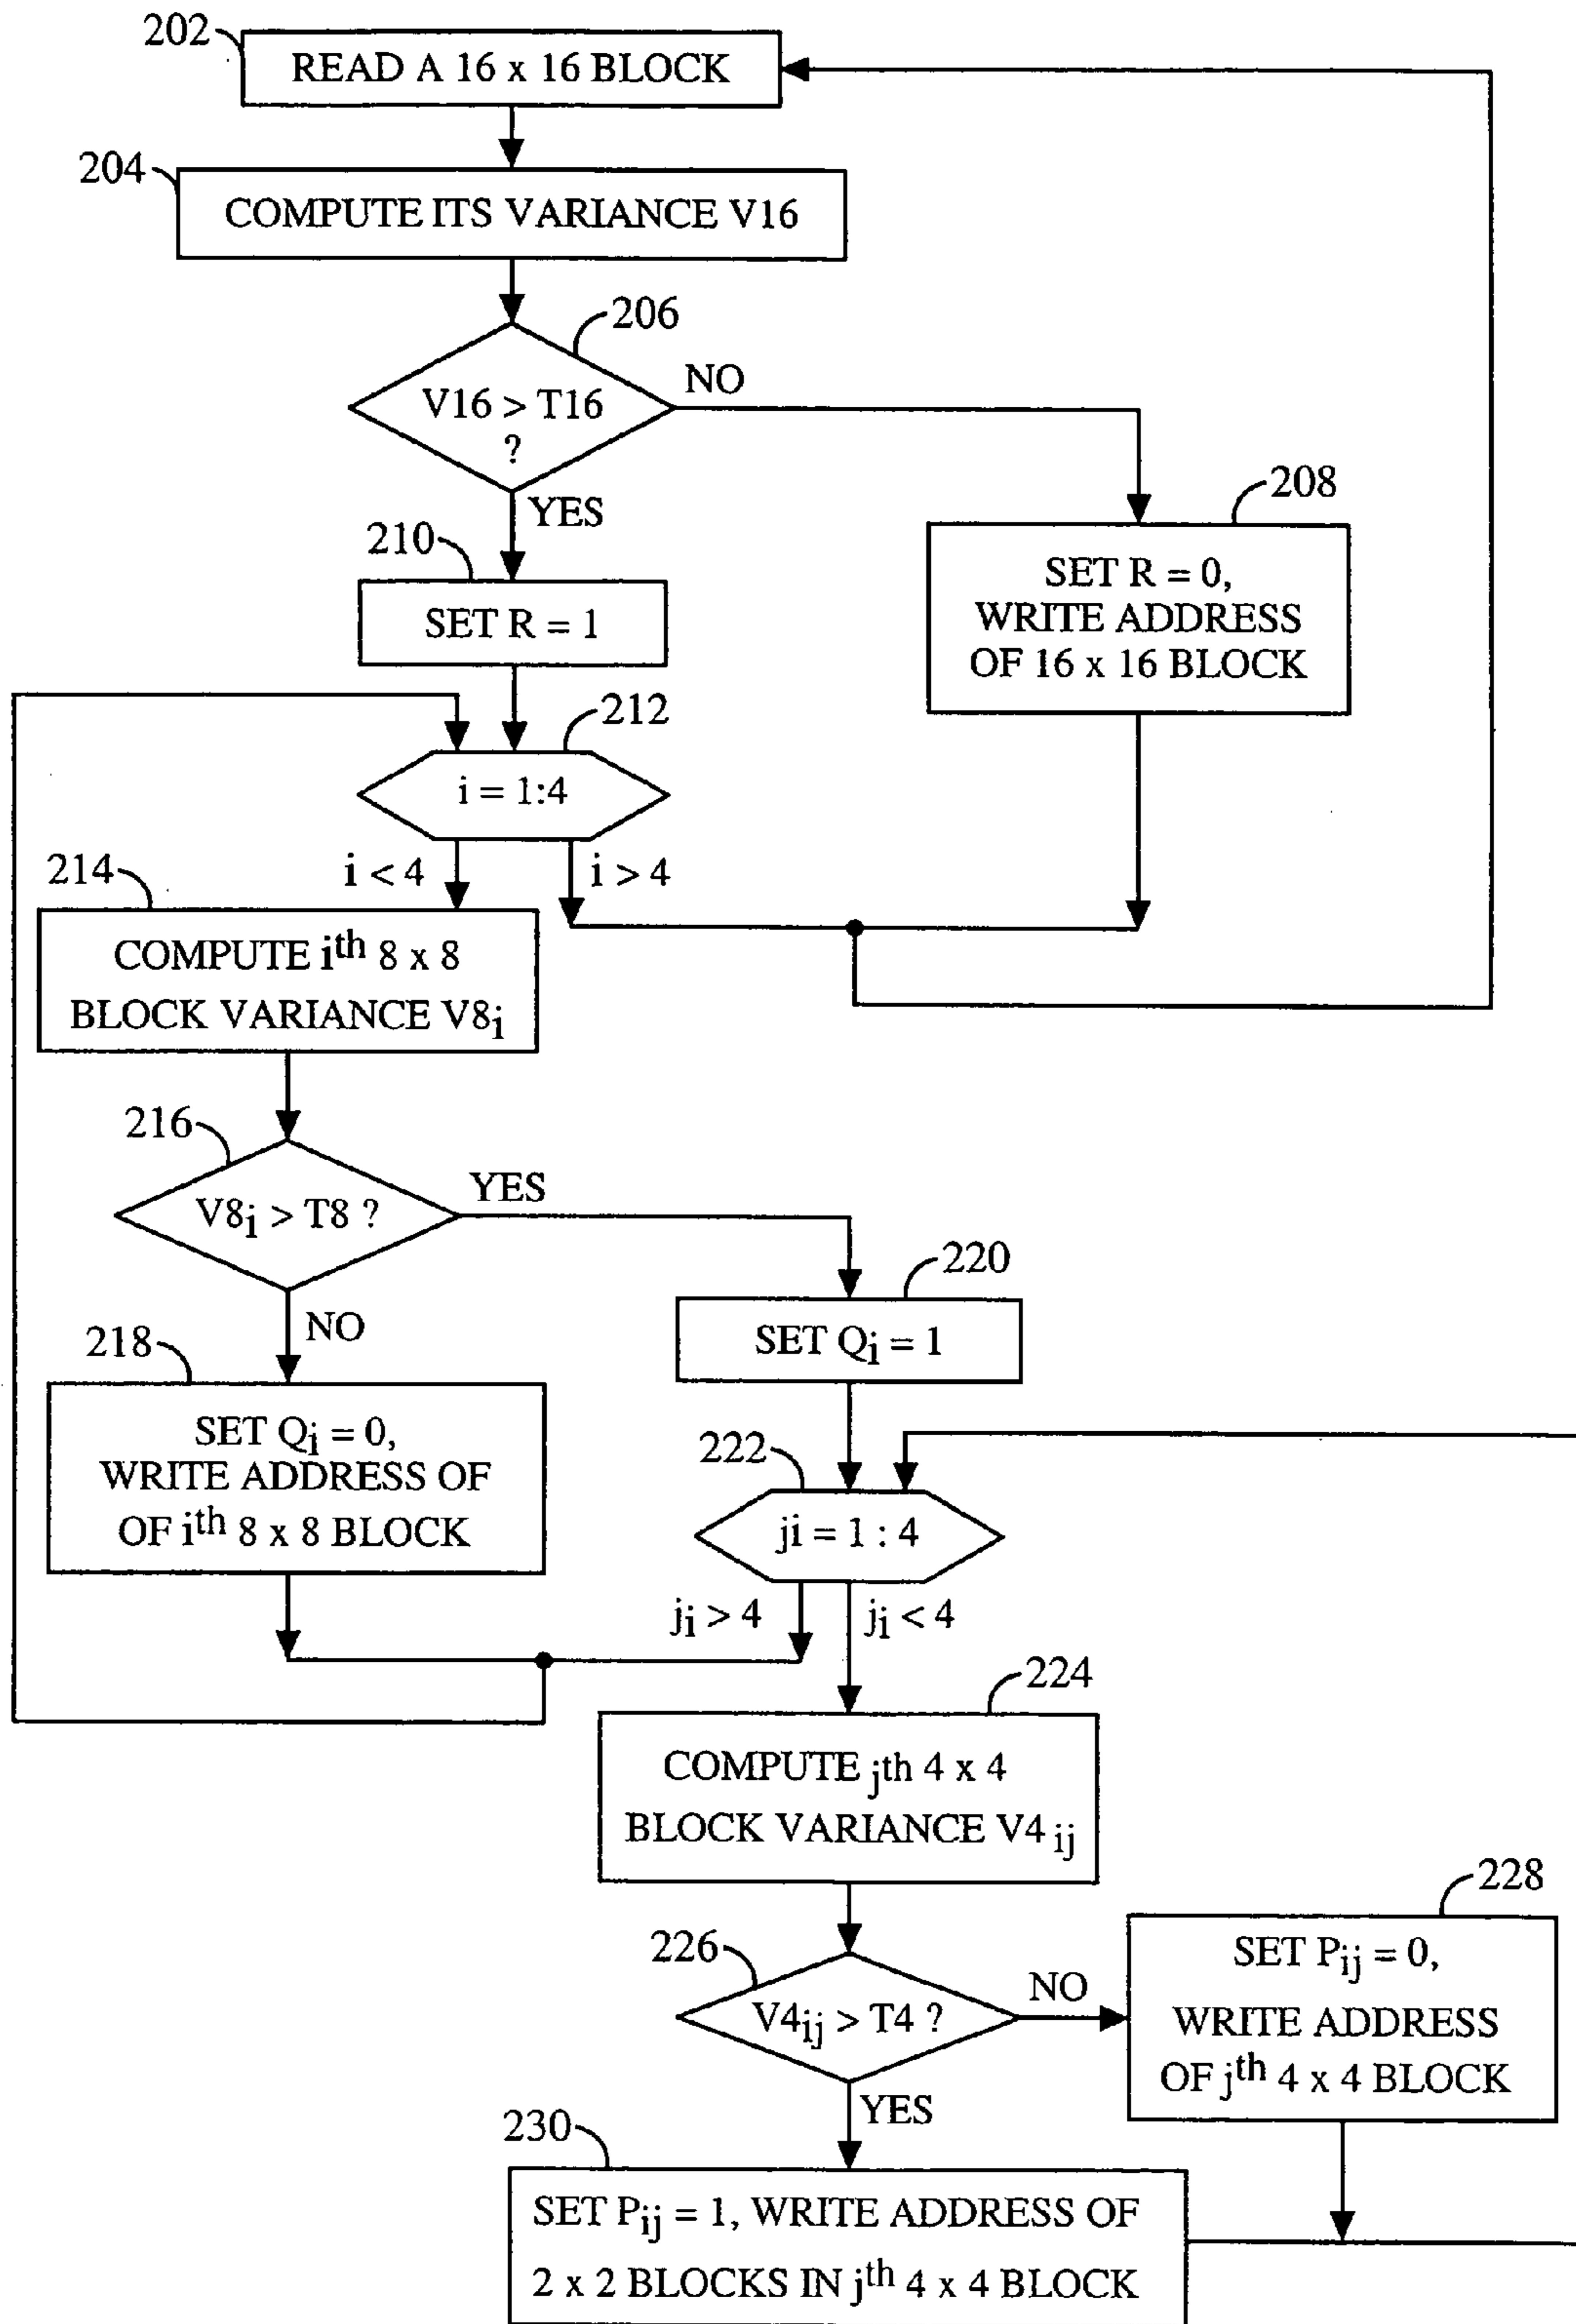 202
READ A 16 x 16 BLOCK
204
COMPUTE ITS VARIANCE V16
206
V16 > T16
?
NO
YES
208
SET R = 0,
WRITE ADDRESS
OF 16 x 16 BLOCK
210
SET R = 1
212
i = 1:4
i < 4
i > 4
214
COMPUTE ith 8 x 8
BLOCK VARIANCE V8i
216
V8i > T8 ?
YES
NO
220
SET Qi = 1
218
SET Qi = 0,
WRITE ADDRESS OF
OF ith 8 x 8 BLOCK
222
ji = 1 : 4
ji > 4
ji < 4
224
COMPUTE jth 4 x 4
BLOCK VARIANCE V4 ij
226
V4ij > T4 ?
NO
YES
228
SET Pij = 0,
WRITE ADDRESS
OF jth 4 x 4 BLOCK
230
SET Pij = 1, WRITE ADDRESS OF
2 x 2 BLOCKS IN jth 4 x 4 BLOCK